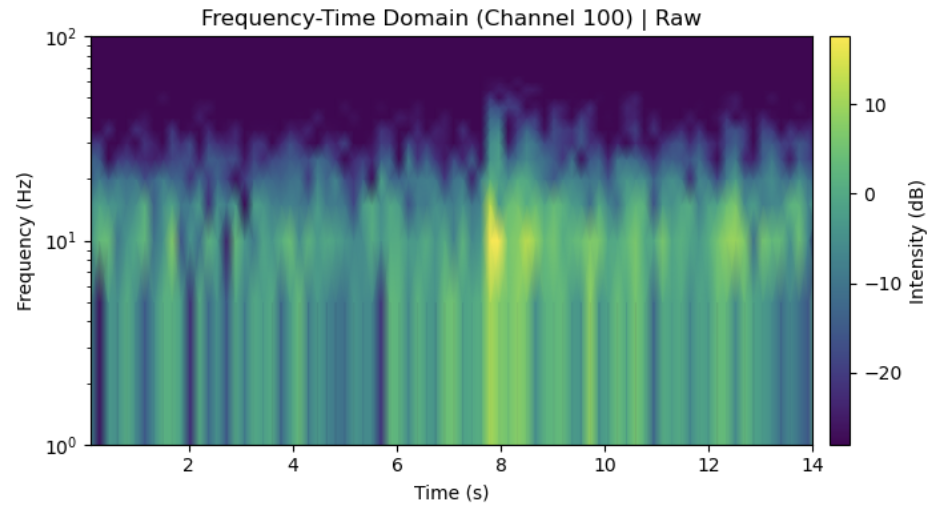 Frequency-Time Domain (Channel 100) | Raw
10²
10¹
10⁰
Frequency (Hz)
2 4 6 8 10 12 14
Time (s)
10
0
−10
−20
Intensity (dB)